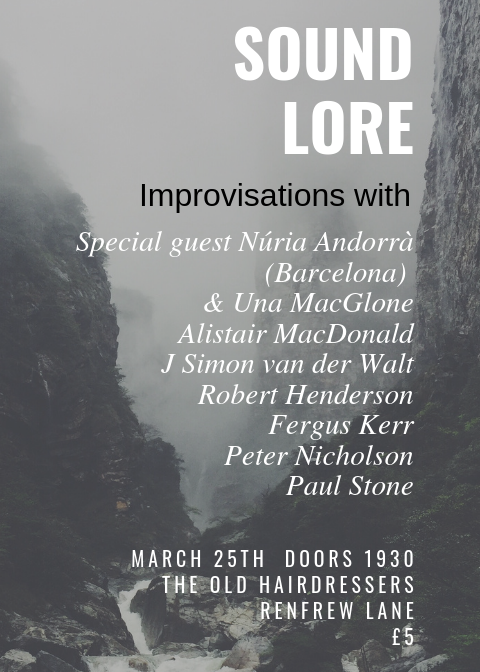 SOUND
LORE
Improvisations with
Special guest Núria Andorrà
(Barcelona)
& Una MacGlone
Alistair MacDonald
J Simon van der Walt
Robert Henderson
Fergus Kerr
Peter Nicholson
Paul Stone
MARCH 25TH DOORS 1930
THE OLD HAIRDRESSERS
RENFREW LANE
£5